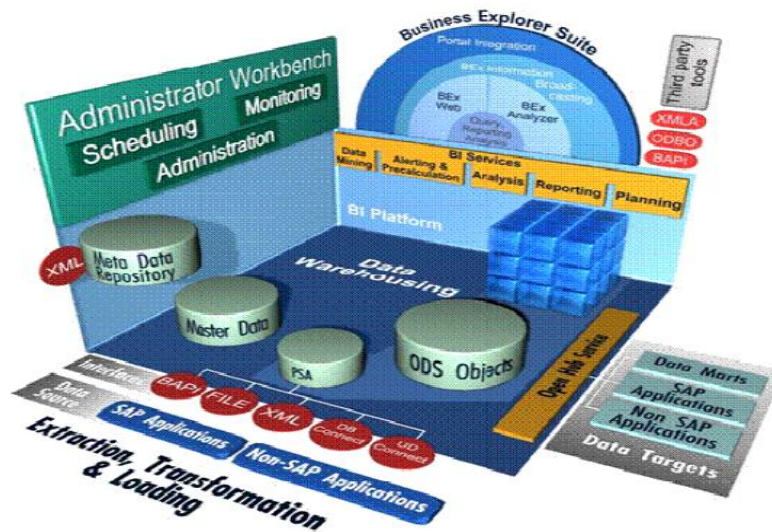 Business Explorer Suite
Portal Integration
BEx Information
Broad-
casting
BEx
Web
BEx
Analyzer
Query
Reporting
Analysis
Third party
tools
XMLA
ODBO
BAPI
Administrator Workbench
Scheduling
Monitoring
Administration
BI Services
Data
Mining
Alerting &
Precalculation
Analysis
Reporting
Planning
BI Platform
XML
Meta Data
Repository
Data
Warehousing
Master Data
PSA
ODS Objects
Open Hub Service
Data Marts
SAP
Applications
Non SAP
Applications
Data Targets
Interfaces
BAPI
FILE
XML
DB
Connect
UD
Connect
Data
Source
SAP Applications
Non-SAP Applications
Extraction, Transformation
& Loading